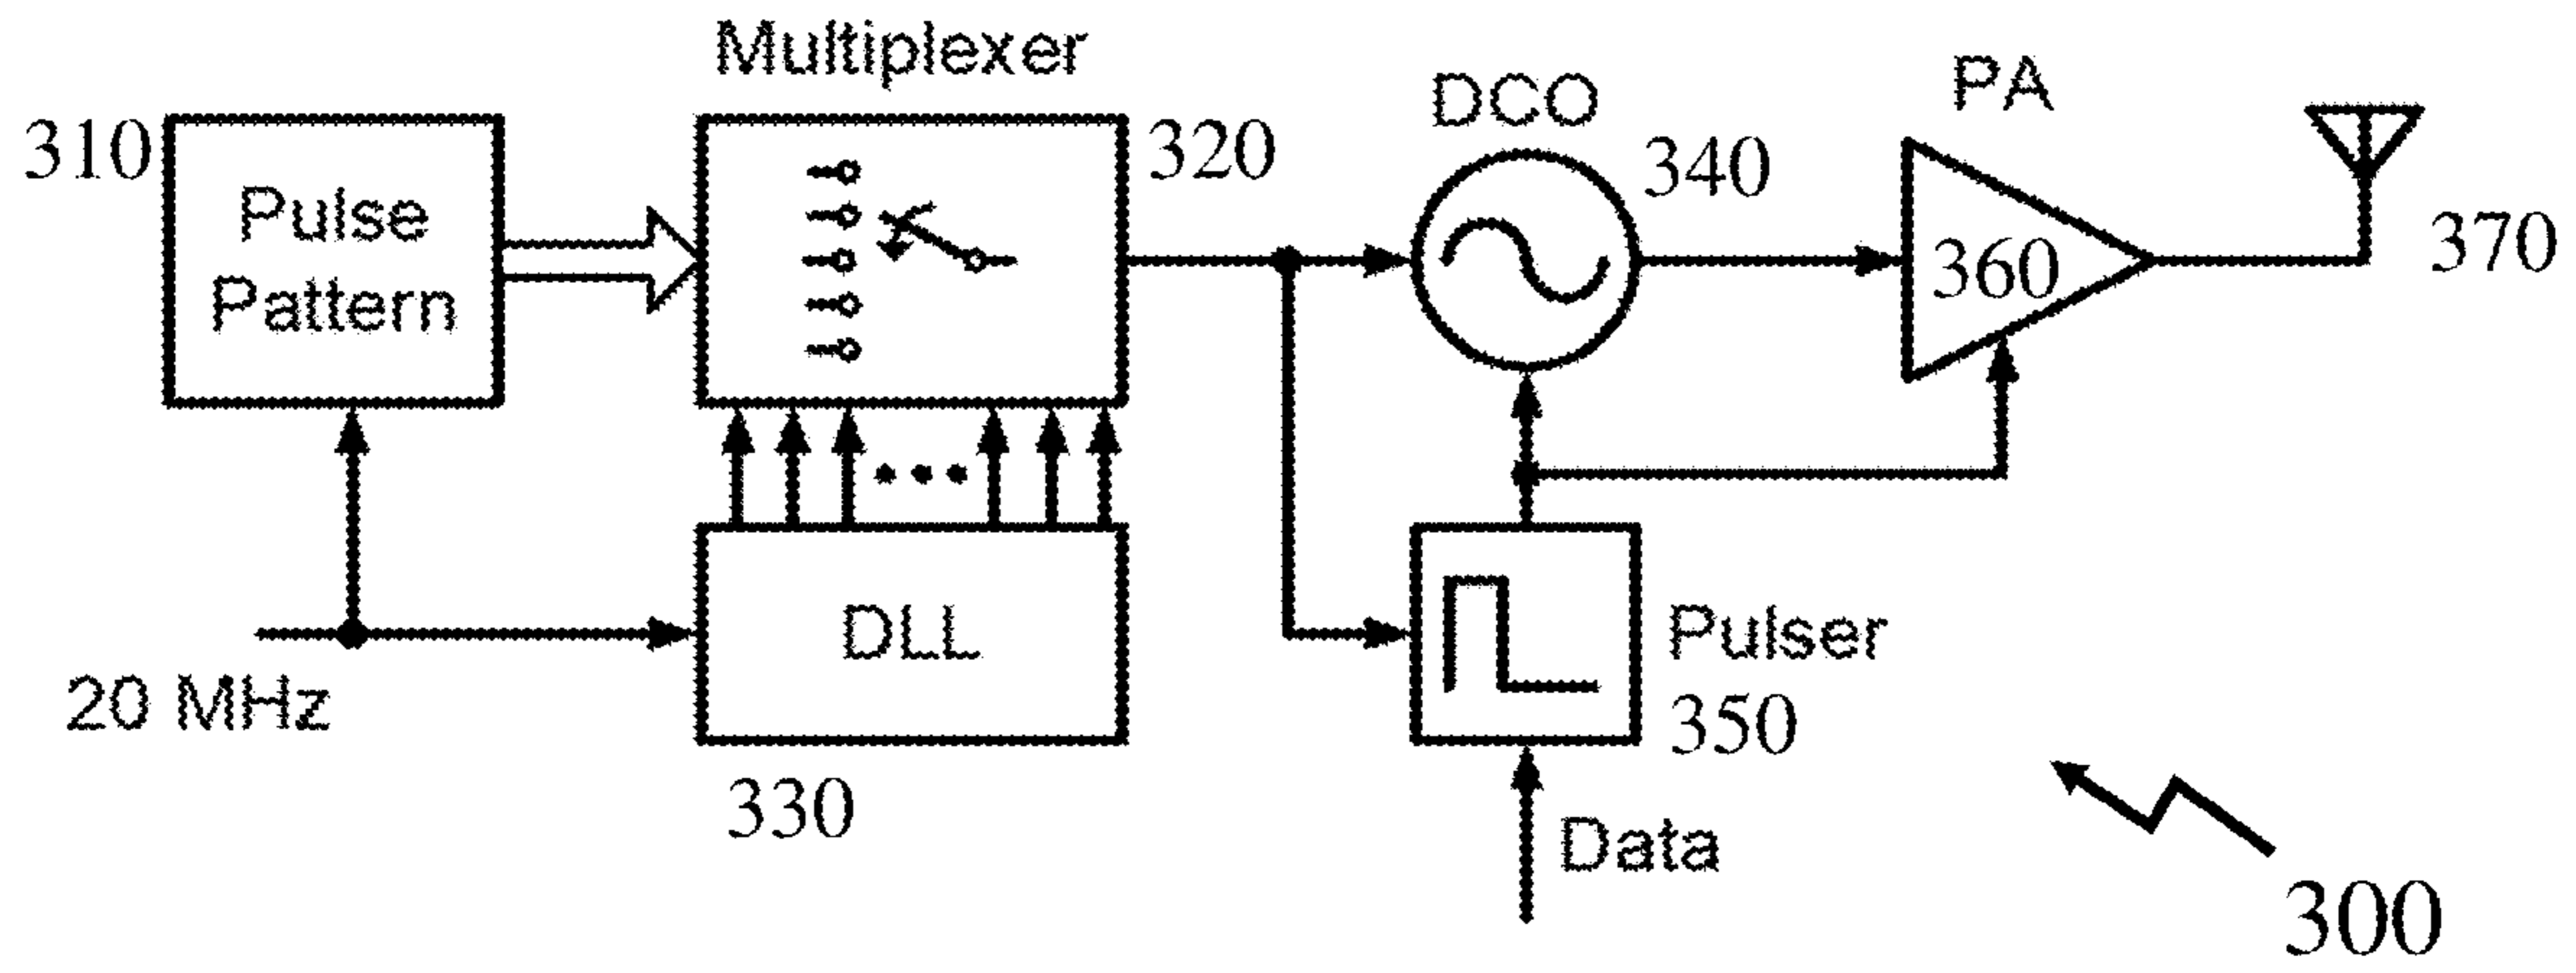 Multiplexer
DCO
PA
310
320
340
Pulse
Pattern
360
370
20 MHz
DLL
330
Pulser
350
Data
300